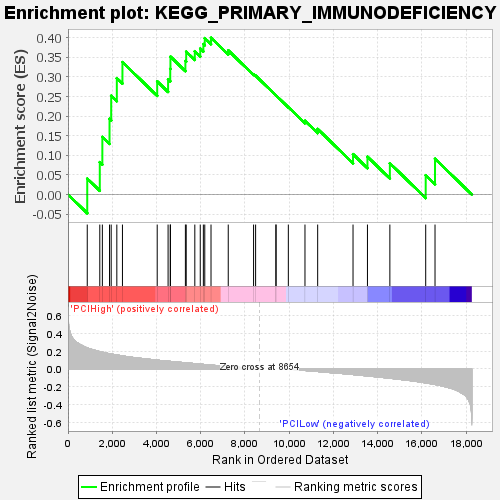 Enrichment plot: KEGG_PRIMARY_IMMUNODEFICIENCY
Enrichment score (ES)
0.40
0.35
0.30
0.25
0.20
0.15
0.10
0.05
0.00
-0.05
'PCIHigh' (positively correlated)
Ranked list metric (Signal2Noise)
0.6
0.4
0.2
0.0
-0.2
-0.4
-0.6
Zero cross at 8654
'PCILow' (negatively correlated)
0 2,000 4,000 6,000 8,000 10,000 12,000 14,000 16,000 18,000
Rank in Ordered Dataset
Enrichment profile Hits Ranking metric scores